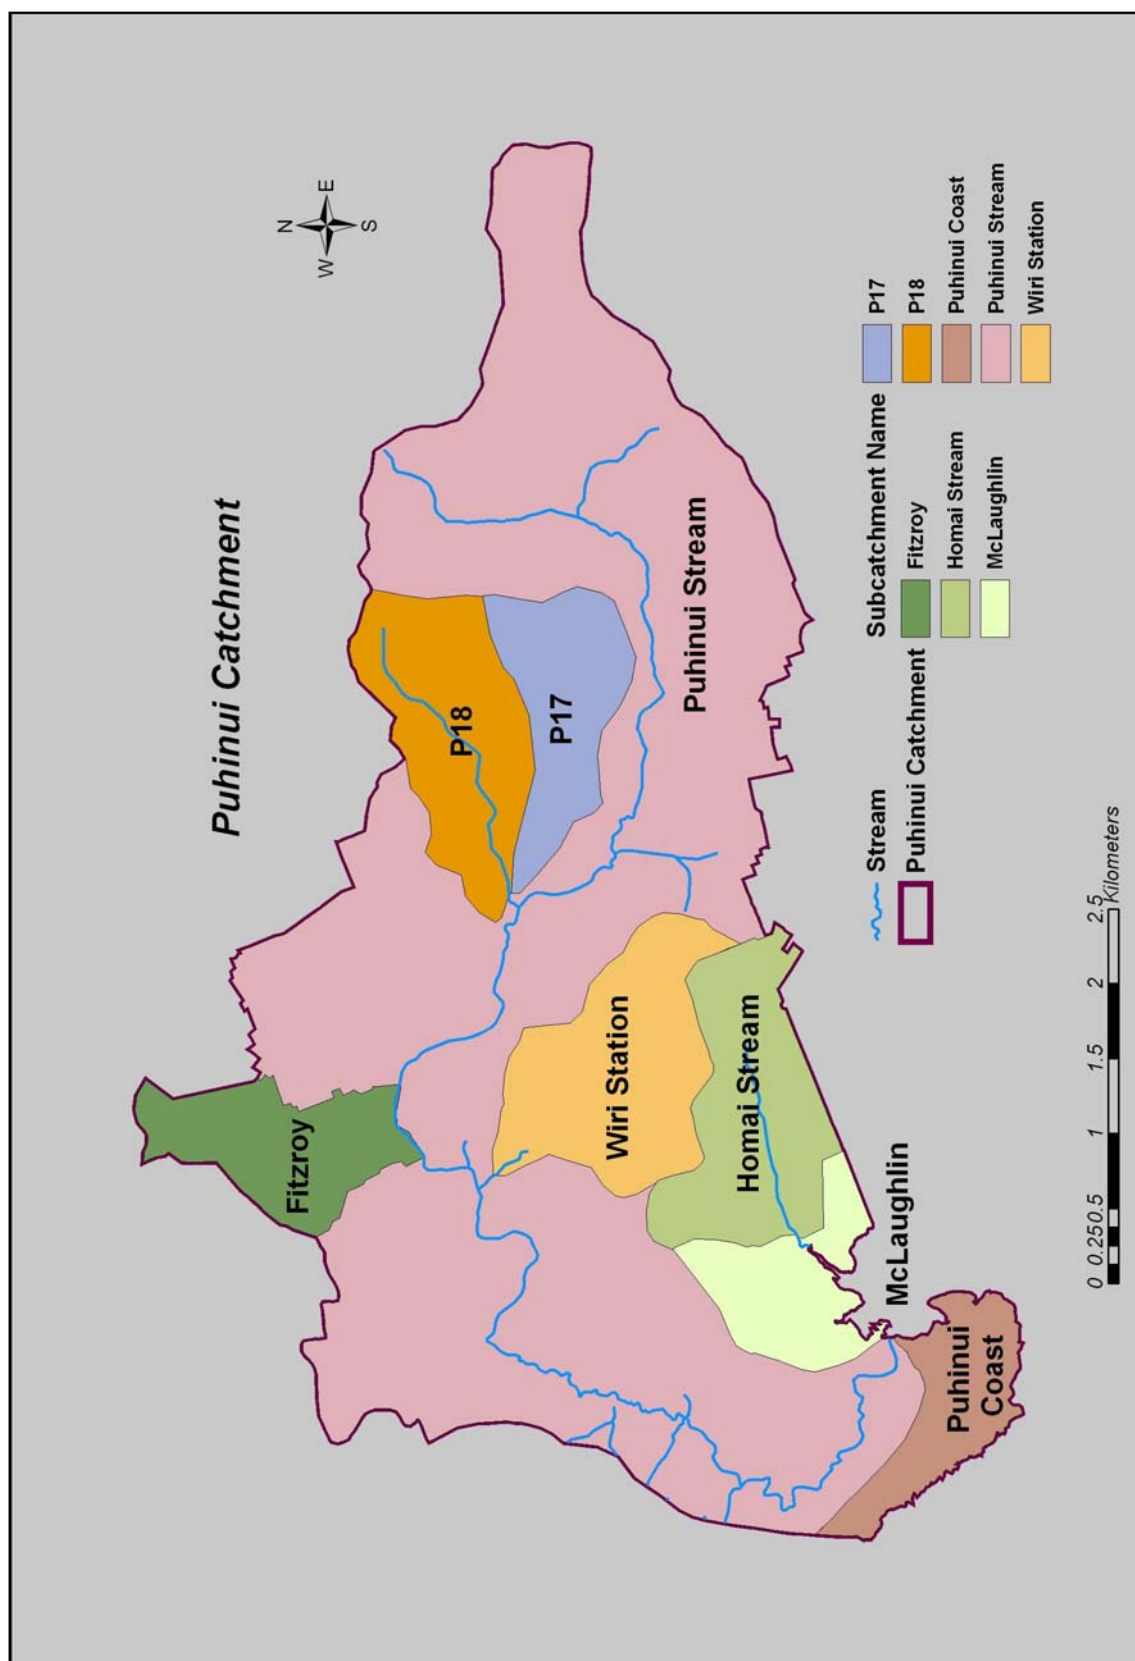 Puhinui Catchment
N
W
E
S
Fitzroy
P18
P17
Wiri Station
Puhinui Stream
Homai Stream
McLaughlin
Puhinui
Coast
Stream
Puhinui Catchment
Subcatchment Name
Fitzroy
Homai Stream
McLaughlin
P17
P18
Puhinui Coast
Puhinui Stream
Wiri Station
0 0.25 0.5 1 1.5 2 2.5
Kilometers